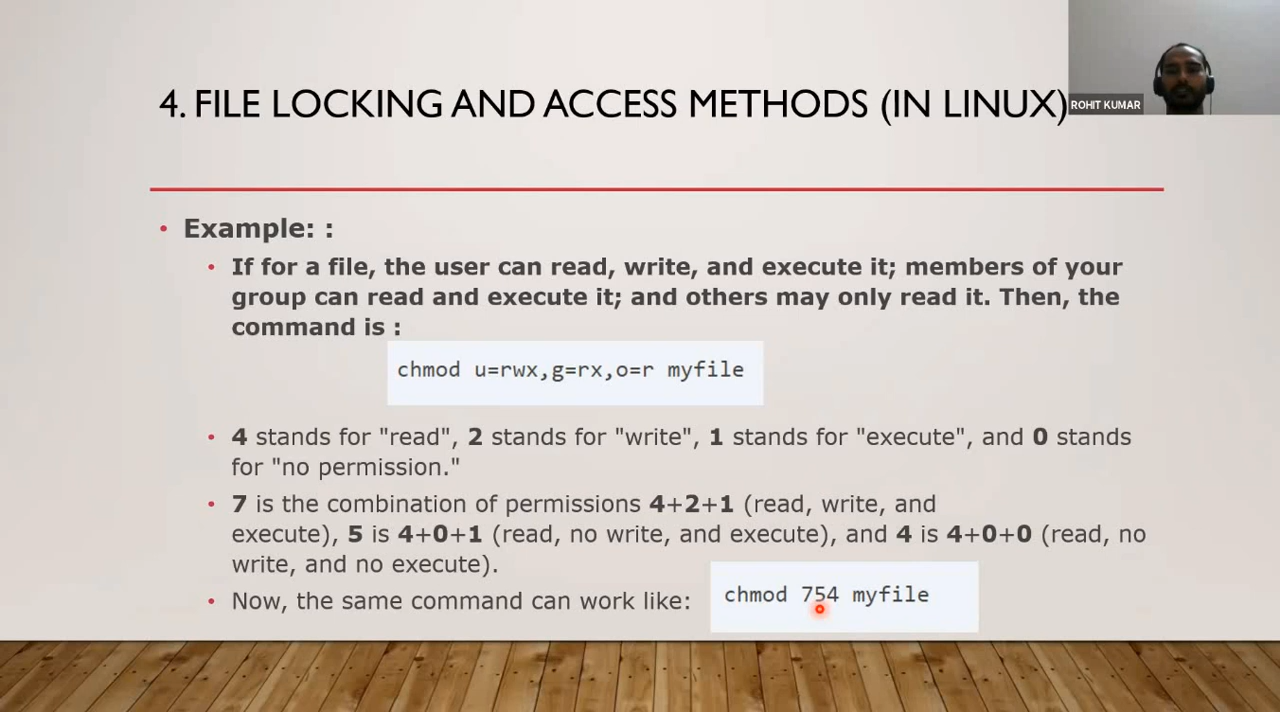 4. FILE LOCKING AND ACCESS METHODS (IN LINUX)
ROHIT KUMAR
• Example: :
• If for a file, the user can read, write, and execute it; members of your
group can read and execute it; and others may only read it. Then, the
command is :
chmod u=rwx,g=rx,o=r myfile
• 4 stands for "read", 2 stands for "write", 1 stands for "execute", and 0 stands
for "no permission."
• 7 is the combination of permissions 4+2+1 (read, write, and
execute), 5 is 4+0+1 (read, no write, and execute), and 4 is 4+0+0 (read, no
write, and no execute).
• Now, the same command can work like:
chmod 754 myfile